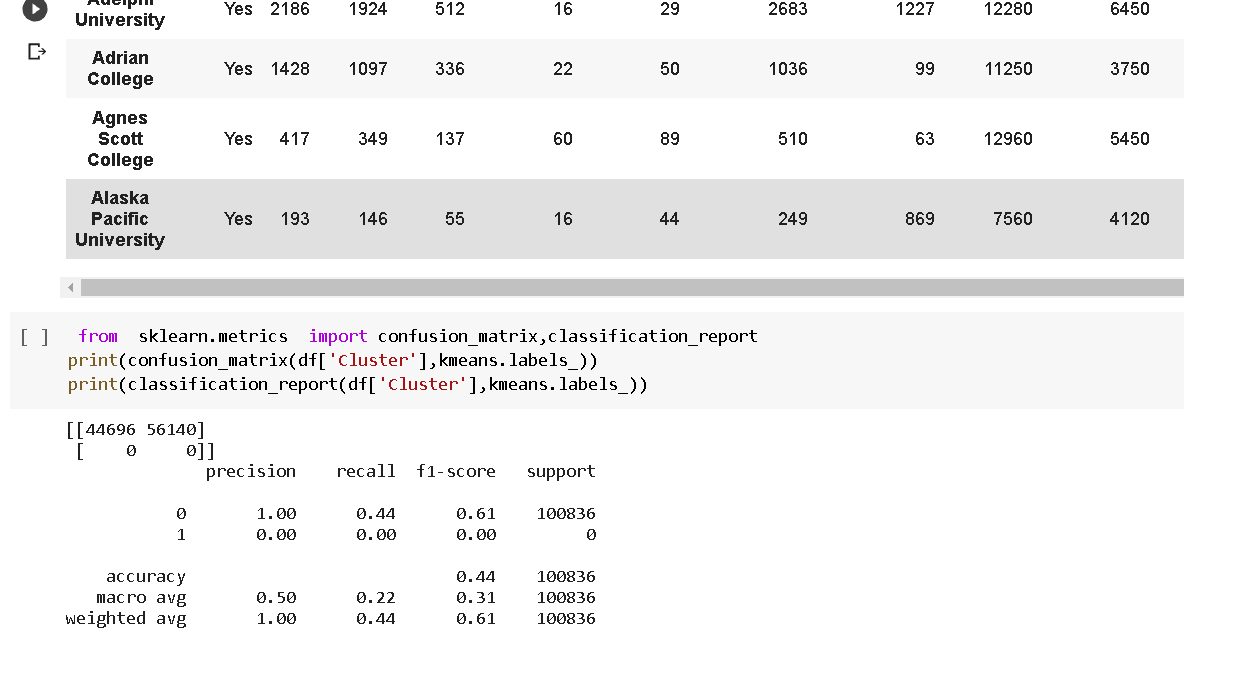 Adelphi
University Yes 2186 1924 512 16 29 2683 1227 12280 6450
Adrian
College Yes 1428 1097 336 22 50 1036 99 11250 3750
Agnes
Scott
College Yes 417 349 137 60 89 510 63 12960 5450
Alaska
Pacific
University Yes 193 146 55 16 44 249 869 7560 4120
[ ] from sklearn.metrics import confusion_matrix,classification_report
print(confusion_matrix(df['Cluster'],kmeans.labels_))
print(classification_report(df['Cluster'],kmeans.labels_))
[[44696 56140]
[ 0 0]]
precision recall f1-score support
0 1.00 0.44 0.61 100836
1 0.00 0.00 0.00 0
accuracy 0.44 100836
macro avg 0.50 0.22 0.31 100836
weighted avg 1.00 0.44 0.61 100836